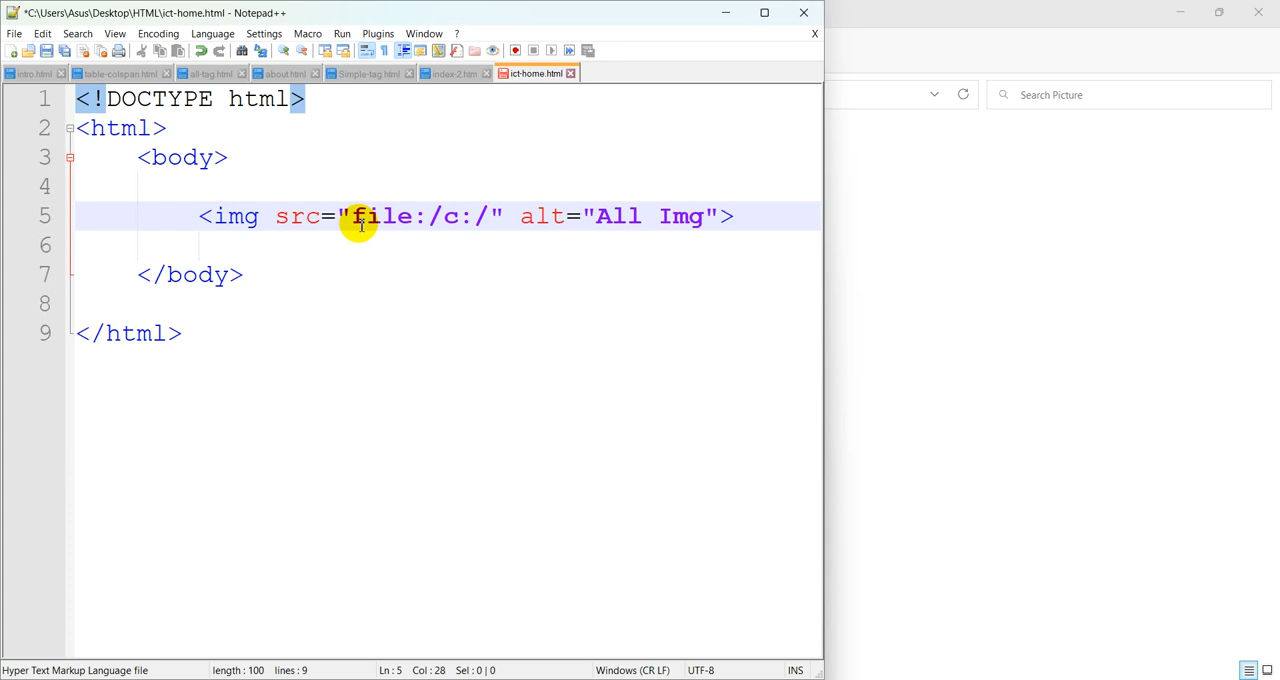 *C:\Users\Asus\Desktop\HTML\ict-home.html - Notepad++
File Edit Search View Encoding Language Settings Macro Run Plugins Window ? X
intro.html table-colspan.html all-tag.html about.html Simple-tag.html index-2.htm ict-home.html
Search Picture
1 <!DOCTYPE html>
2 <html>
3 <body>
4
5 <img src="file:/c:/" alt="All Img">
6
7 </body>
8
9 </html>
Hyper Text Markup Language file length : 100 lines : 9 Ln : 5 Col : 28 Sel : 0 | 0 Windows (CR LF) UTF-8 INS